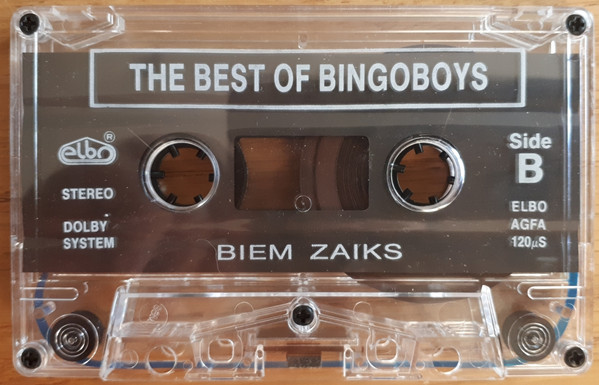 THE BEST OF BINGOBOYS
elbo®
Side
B
STEREO
DOLBY
SYSTEM
ELBO
AGFA
120µS
BIEM ZAIKS